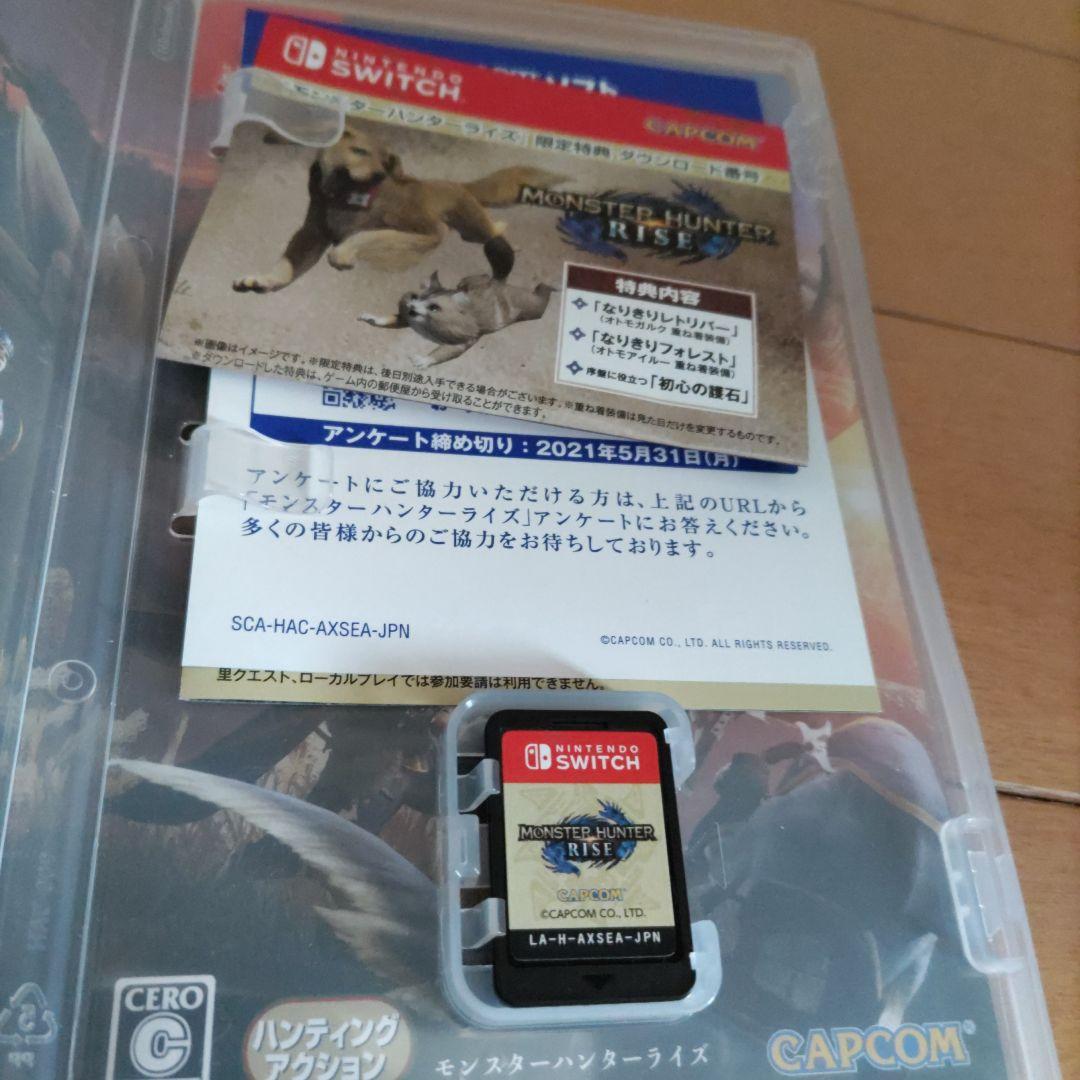 NINTENDO
SWITCH
CAPCOM
「モンスターハンターライズ」限定特典 ダウンロード番号
MONSTER HUNTER
RISE
特典内容
「なりきりレトリバー」
(オトモガルク 重ね着装備)
「なりきりフォレスト」
(オトモアイルー 重ね着装備)
序盤に役立つ「初心の護石」
※画像はイメージです。※限定特典は、後日別途入手できる場合がございます。※重ね着装備は見た目だけを変更するものです。
※ダウンロードした特典は、ゲーム内の郵便屋から受け取ることができます。
アンケート締め切り:2021年5月31日(月)
アンケートにご協力いただける方は、上記のURLから
「モンスターハンターライズ」アンケートにお答えください。
多くの皆様からのご協力をお待ちしております。
SCA-HAC-AXSEA-JPN
©CAPCOM CO., LTD. ALL RIGHTS RESERVED.
里クエスト、ローカルプレイでは参加要請は利用できません。
NINTENDO
SWITCH
MONSTER HUNTER
RISE
CAPCOM
©CAPCOM CO., LTD.
LA-H-AXSEA-JPN
CERO
C
ハンティング
アクション
モンスターハンターライズ
CAPCOM